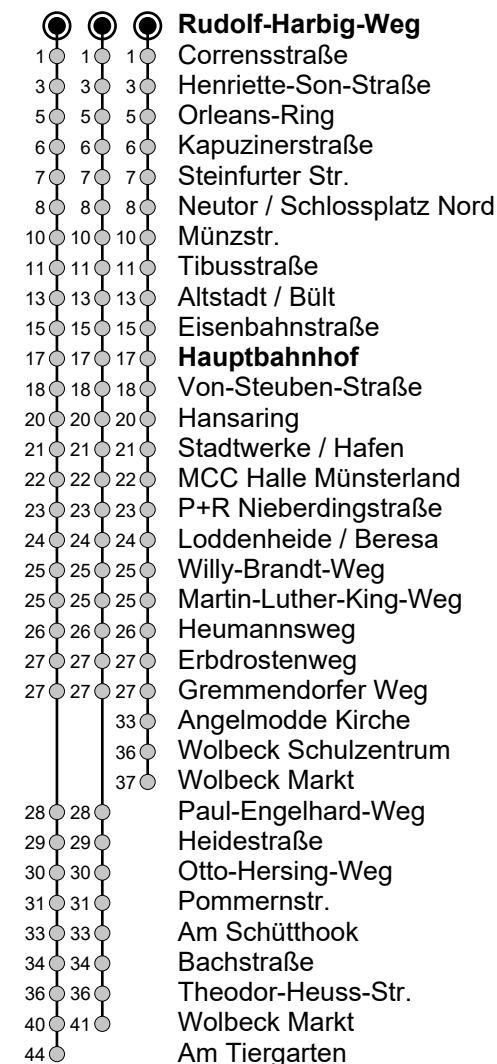 Rudolf-Harbig-Weg
1 1 1 Corrensstraße
3 3 3 Henriette-Son-Straße
5 5 5 Orleans-Ring
6 6 6 Kapuzinerstraße
7 7 7 Steinfurter Str.
8 8 8 Neutor / Schlossplatz Nord
10 10 10 Münzstr.
11 11 11 Tibusstraße
13 13 13 Altstadt / Bült
15 15 15 Eisenbahnstraße
17 17 17 Hauptbahnhof
18 18 18 Von-Steuben-Straße
20 20 20 Hansaring
21 21 21 Stadtwerke / Hafen
22 22 22 MCC Halle Münsterland
23 23 23 P+R Nieberdingstraße
24 24 24 Loddenheide / Beresa
25 25 25 Willy-Brandt-Weg
25 25 25 Martin-Luther-King-Weg
26 26 26 Heumannsweg
27 27 27 Erbdrostenweg
27 27 27 Gremmendorfer Weg
33 Angelmodde Kirche
36 Wolbeck Schulzentrum
37 Wolbeck Markt
28 28 Paul-Engelhard-Weg
29 29 Heidestraße
30 30 Otto-Hersing-Weg
31 31 Pommernstr.
33 33 Am Schütthook
34 34 Bachstraße
36 36 Theodor-Heuss-Str.
40 41 Wolbeck Markt
44 Am Tiergarten